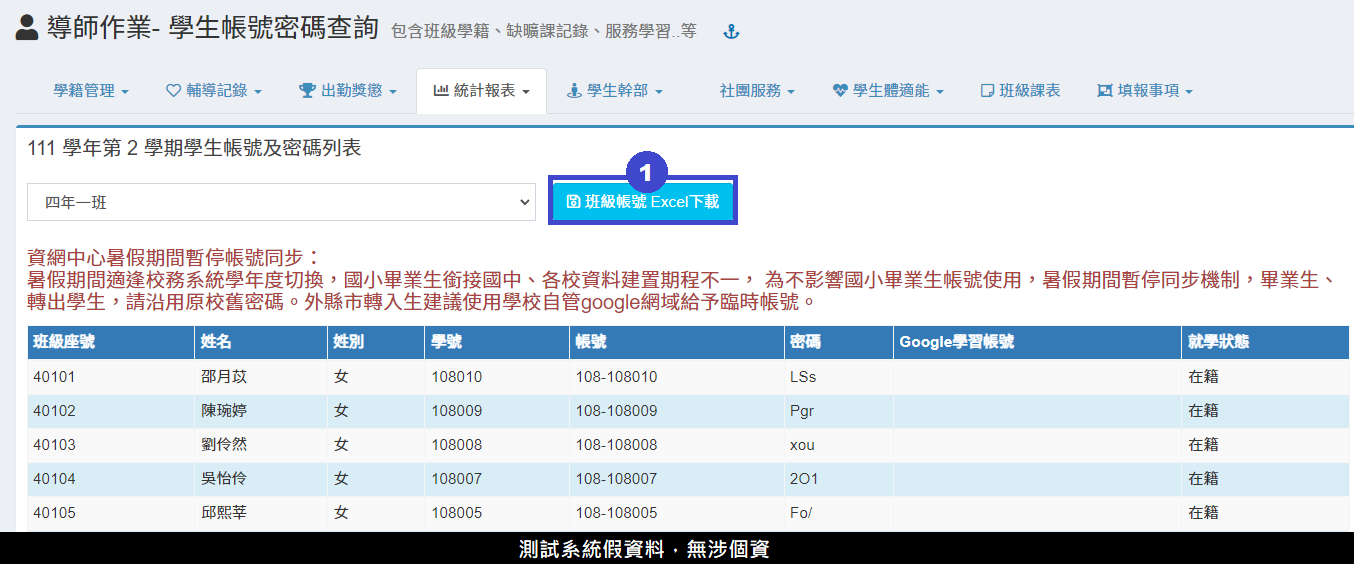 導師作業- 學生帳號密碼查詢 包含班級學籍、缺曠課記錄、服務學習..等
學籍管理 輔導記錄 出勤獎懲 統計報表 學生幹部 社團服務 學生體適能 班級課表 填報事項
111 學年第 2 學期學生帳號及密碼列表
1
四年一班 班級帳號 Excel下載
資網中心暑假期間暫停帳號同步：
暑假期間適逢校務系統學年度切換，國小畢業生銜接國中、各校資料建置期程不一， 為不影響國小畢業生帳號使用，暑假期間暫停同步機制，畢業生、
轉出學生，請沿用原校舊密碼。外縣市轉入生建議使用學校自管google網域給予臨時帳號。
班級座號 姓名 性別 學號 帳號 密碼 Google學習帳號 就學狀態
40101 邵月苡 女 108010 108-108010 LSs 在籍
40102 陳琬婷 女 108009 108-108009 Pgr 在籍
40103 劉伶然 女 108008 108-108008 xou 在籍
40104 吳怡伶 女 108007 108-108007 2O1 在籍
40105 邱熙莘 女 108005 108-108005 Fo/ 在籍
測試系統假資料，無涉個資